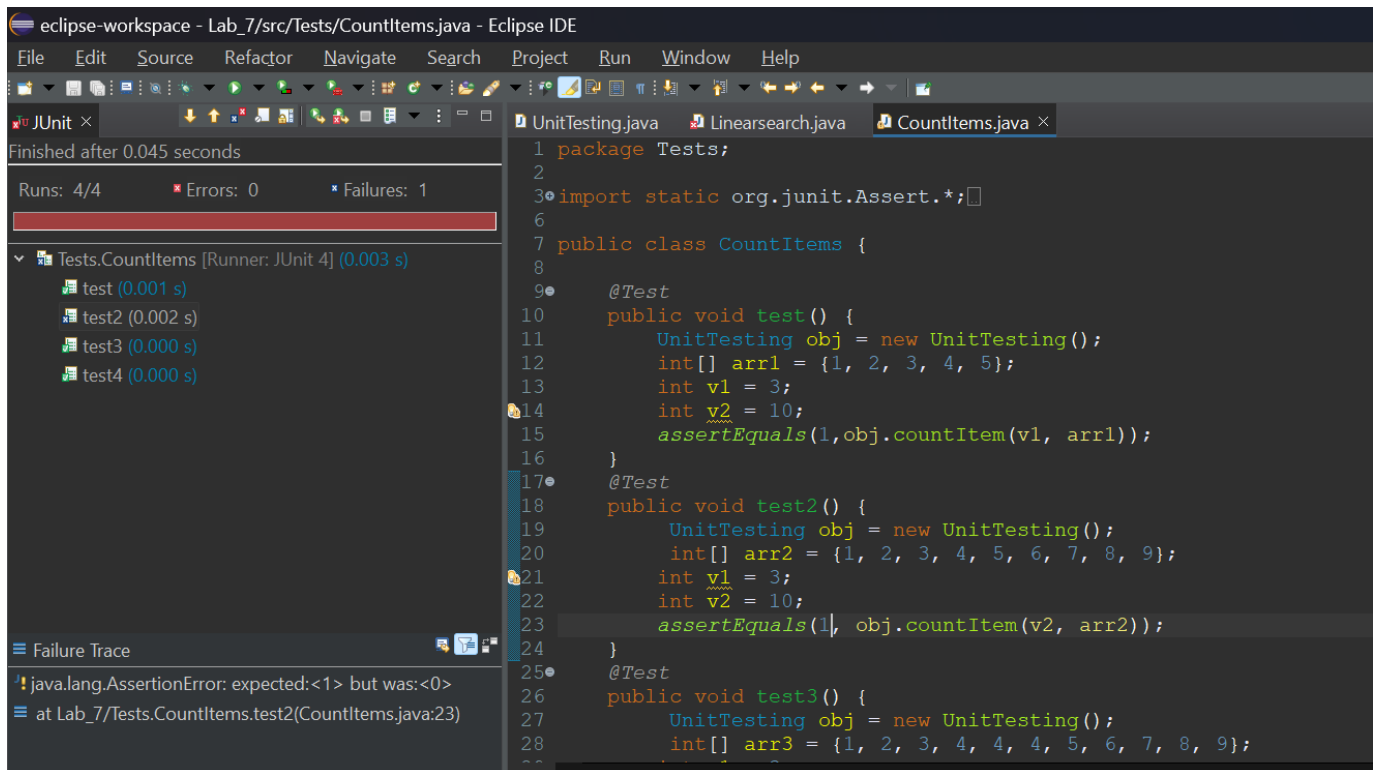 eclipse-workspace - Lab_7/src/Tests/CountItems.java - Eclipse IDE
File Edit Source Refactor Navigate Search Project Run Window Help
JUnit
Finished after 0.045 seconds
Runs: 4/4 Errors: 0 Failures: 1
Tests.CountItems [Runner: JUnit 4] (0.003 s)
test (0.001 s)
test2 (0.002 s)
test3 (0.000 s)
test4 (0.000 s)
Failure Trace
java.lang.AssertionError: expected:<1> but was:<0>
at Lab_7/Tests.CountItems.test2(CountItems.java:23)
UnitTesting.java Linearsearch.java CountItems.java
1 package Tests;
2
3 import static org.junit.Assert.*;
6
7 public class CountItems {
8
9 @Test
10 public void test() {
11 UnitTesting obj = new UnitTesting();
12 int[] arr1 = {1, 2, 3, 4, 5};
13 int v1 = 3;
14 int v2 = 10;
15 assertEquals(1,obj.countItem(v1, arr1));
16 }
17 @Test
18 public void test2() {
19 UnitTesting obj = new UnitTesting();
20 int[] arr2 = {1, 2, 3, 4, 5, 6, 7, 8, 9};
21 int v1 = 3;
22 int v2 = 10;
23 assertEquals(1, obj.countItem(v2, arr2));
24 }
25 @Test
26 public void test3() {
27 UnitTesting obj = new UnitTesting();
28 int[] arr3 = {1, 2, 3, 4, 4, 4, 5, 6, 7, 8, 9};